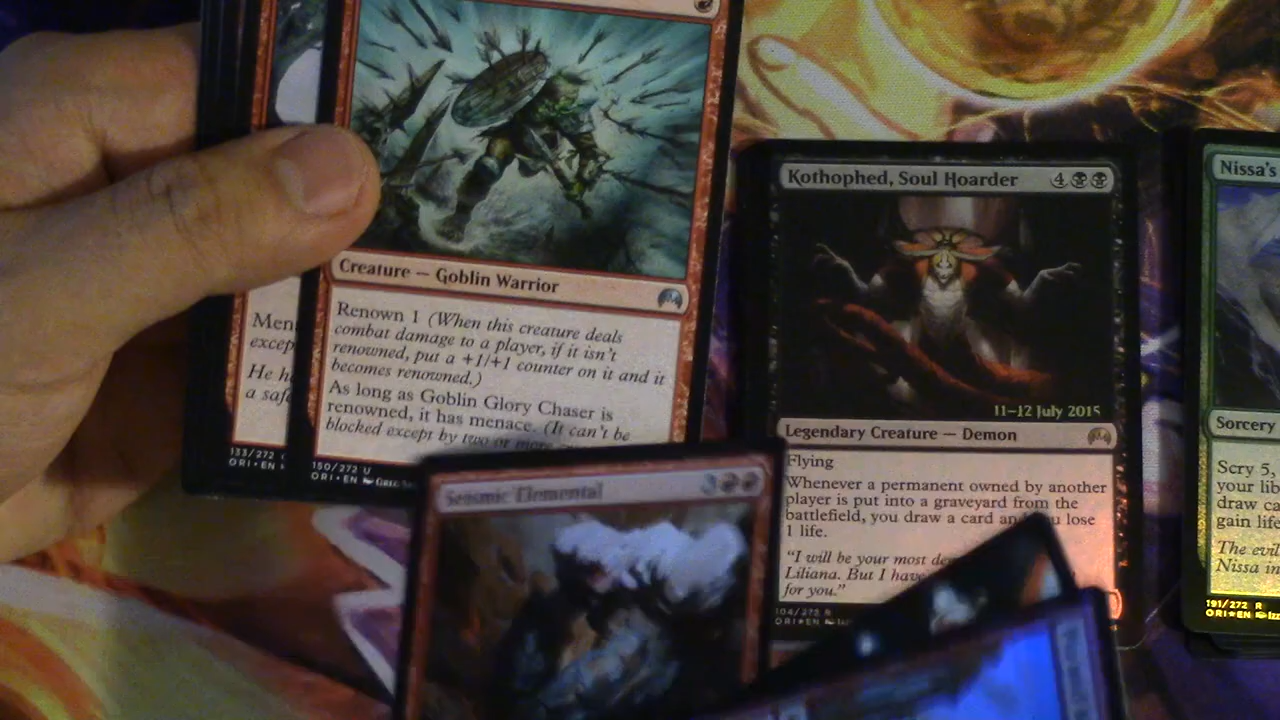 Creature — Goblin Warrior
Renown 1 (When this creature deals
combat damage to a player, if it isn't
renowned, put a +1/+1 counter on it and it
becomes renowned.)
As long as Goblin Glory Chaser is
renowned, it has menace. (It can't be
blocked except by two or more
150/272 U
ORI • EN
Men
excep
He h
a saf
133/272
ORI • EN
Seismic Elemental 3
Kothophed, Soul Hoarder 4
11–12 July 2015
Legendary Creature — Demon
Flying
Whenever a permanent owned by another
player is put into a graveyard from the
battlefield, you draw a card and you lose
1 life.
"I will be your most de
Liliana. But I have
for you."
104/272 R
ORI★EN
Nissa's
Sorcery
Scry 5,
your lib
draw ca
gain life
The evil
Nissa in
191/272 R
ORI★EN